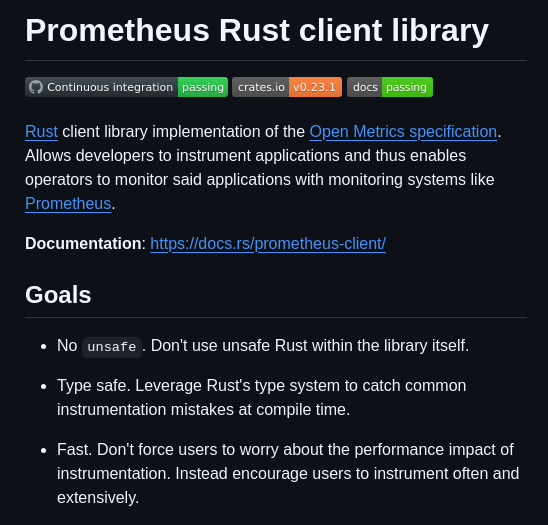 Prometheus Rust client library
Continuous integration passing crates.io v0.23.1 docs passing
Rust client library implementation of the Open Metrics specification.
Allows developers to instrument applications and thus enables
operators to monitor said applications with monitoring systems like
Prometheus.
Documentation: https://docs.rs/prometheus-client/
Goals
• No unsafe. Don't use unsafe Rust within the library itself.
• Type safe. Leverage Rust's type system to catch common
instrumentation mistakes at compile time.
• Fast. Don't force users to worry about the performance impact of
instrumentation. Instead encourage users to instrument often and
extensively.